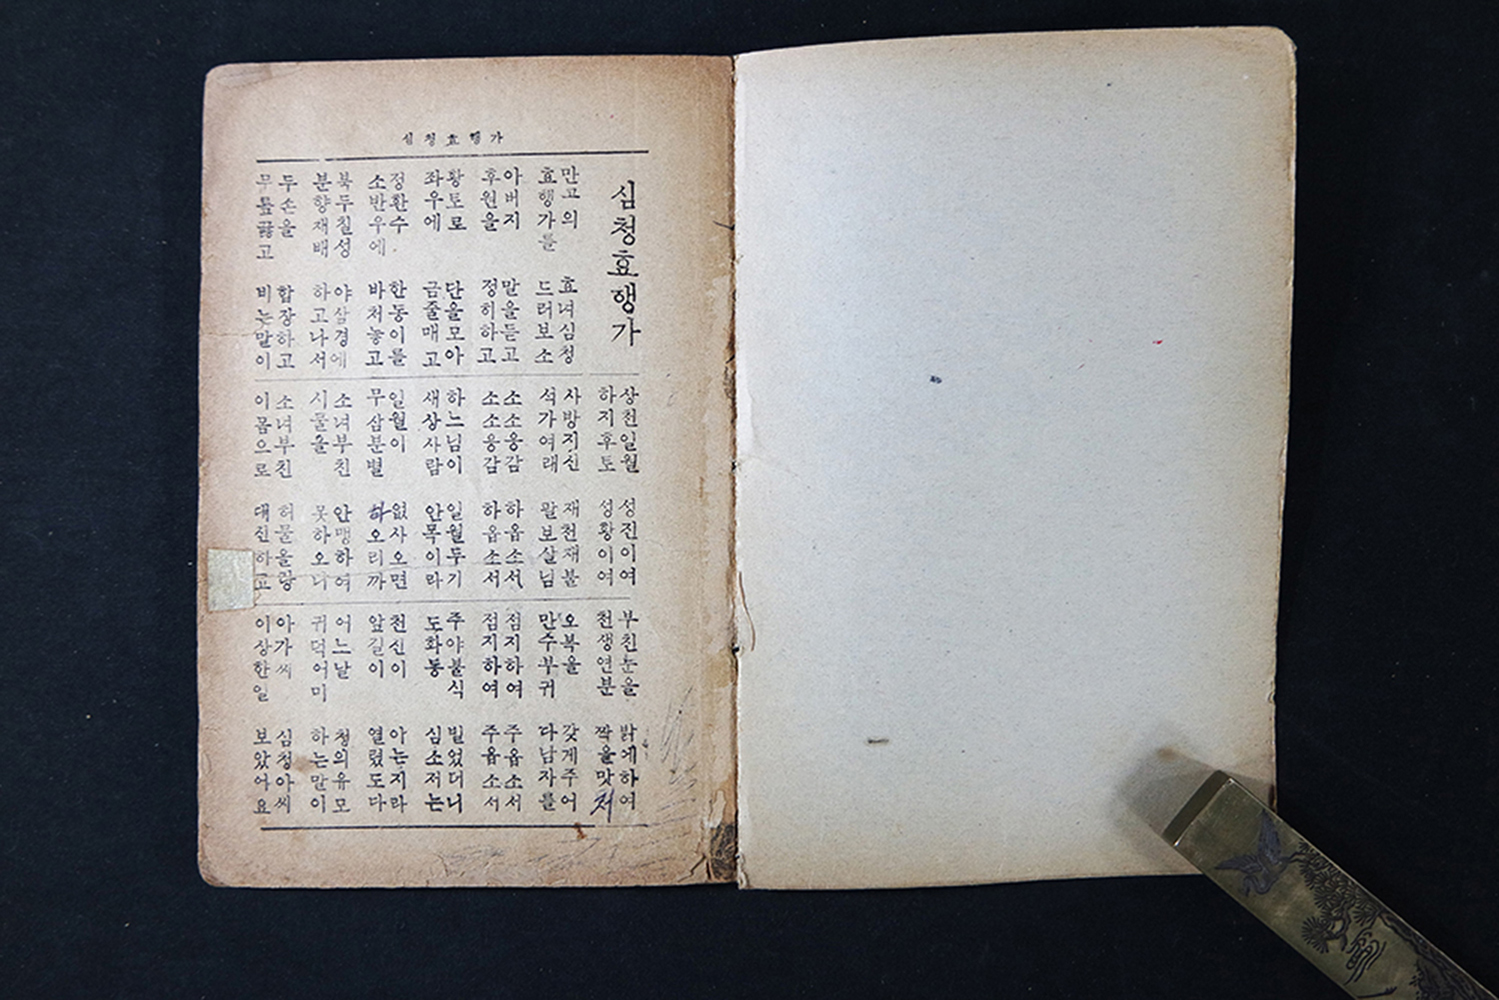 심청효행가
심청효행가
만고의 효녀심청
효행가를 드러보소
아버지 말을듣고
후원을 정히하고
황토로 단을모아
좌우에 금줄매고
정환수 한동이를
소반우에 바처놓고
북두칠성 야삼경에
분향재배 하고나서
두손을 합장하고
무릎꿇고 비는말이
상천일월 성진이여
하지후토 성황이여
사방지신 재천재불
석가여래 팔보살님
소소응감 하옵소서
소소응감 하옵소서
하느님이 일월두기
새상사람 안목이라
일월이 없사오면
무삼분별 하오리까
소녀부친 안맹하여
시물을 못하오니
소녀부친 허물을랑
이몸으로 대신하고
부친눈을 밝게하여
천생연분 짝을맞저
오복을 갖게주어
만수부귀 다남자를
점지하여 주욥소서
점지하여 주욥소서
주야불식 빌었더니
도화동 심소저는
천신이 아는지라
앞길이 열렸도다
어느날 청의유모
귀덕어미 하는말이
아가씨 심청아씨
이상한일 보았어요